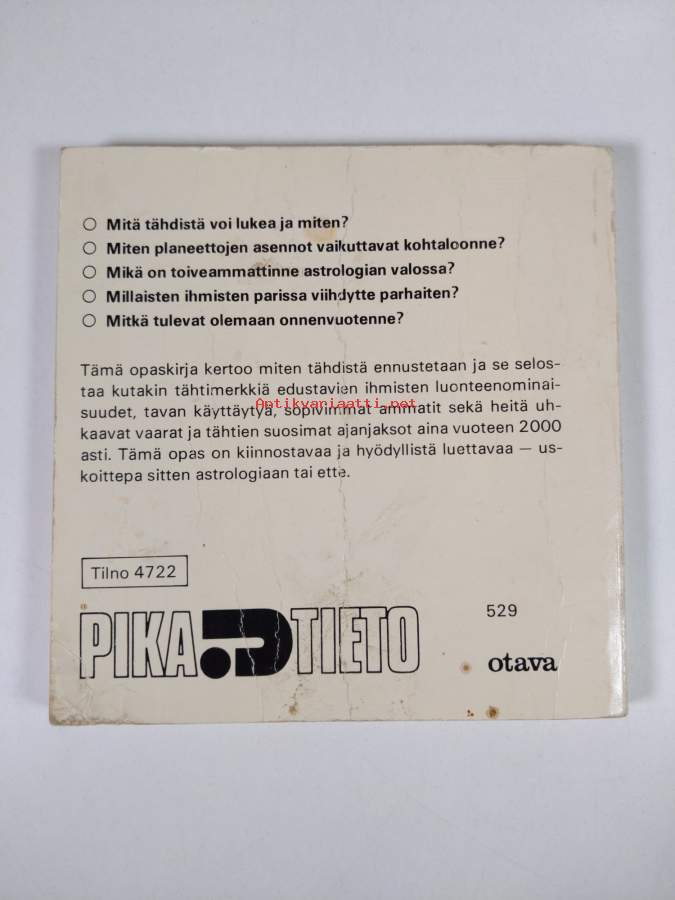 Mitä tähdistä voi lukea ja miten?
Miten planeettojen asennot vaikuttavat kohtaloonne?
Mikä on toiveammattinne astrologian valossa?
Millaisten ihmisten parissa viihdytte parhaiten?
Mitkä tulevat olemaan onnenvuotenne?
Tämä opaskirja kertoo miten tähdistä ennustetaan ja se selos-
taa kutakin tähtimerkkiä edustavien ihmisten luonteenominai-
suudet, tavan käyttäytyä, sopivimmat ammatit sekä heitä uh-
Antikvariaatti.net
kaavat vaarat ja tähtien suosimat ajanjaksot aina vuoteen 2000
asti. Tämä opas on kiinnostavaa ja hyödyllistä luettavaa — us-
koittepa sitten astrologiaan tai ette.
Tilno 4722
PIKA?TIETO
529
otava